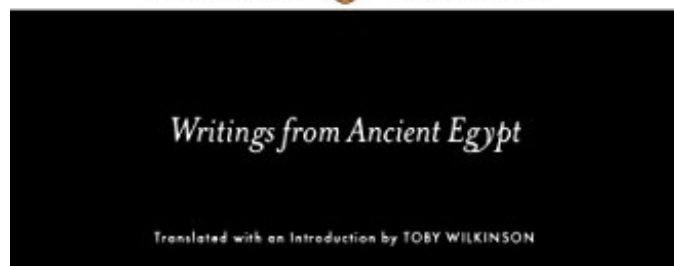 Writings from Ancient Egypt
Translated with an Introduction by TOBY WILKINSON